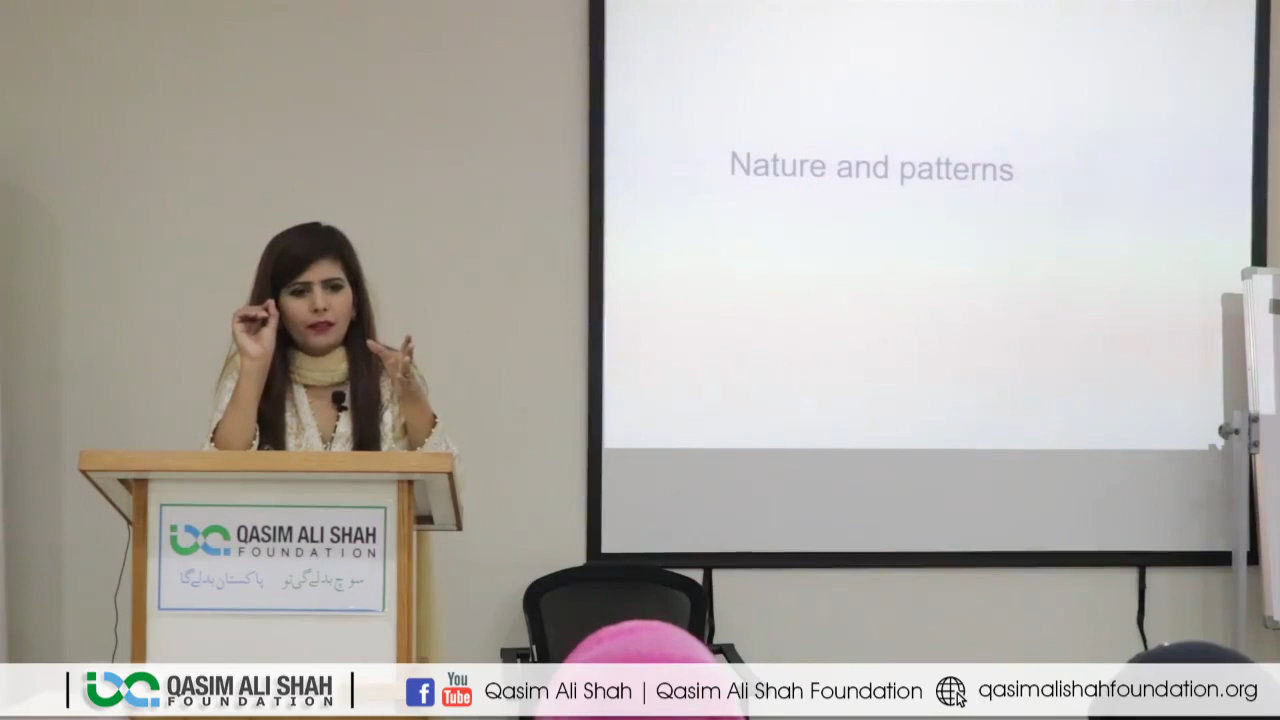 Nature and patterns
QASIM ALI SHAH
FOUNDATION
سوچ بدلے گی تو پاکستان بدلے گا
QASIM ALI SHAH
FOUNDATION
You
Tube
Qasim Ali Shah | Qasim Ali Shah Foundation
qasimalishahfoundation.org